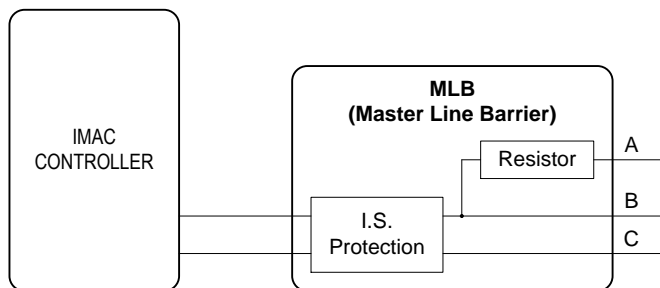 IMAC
CONTROLLER
MLB
(Master Line Barrier)
Resistor
A
B
I.S.
Protection
C